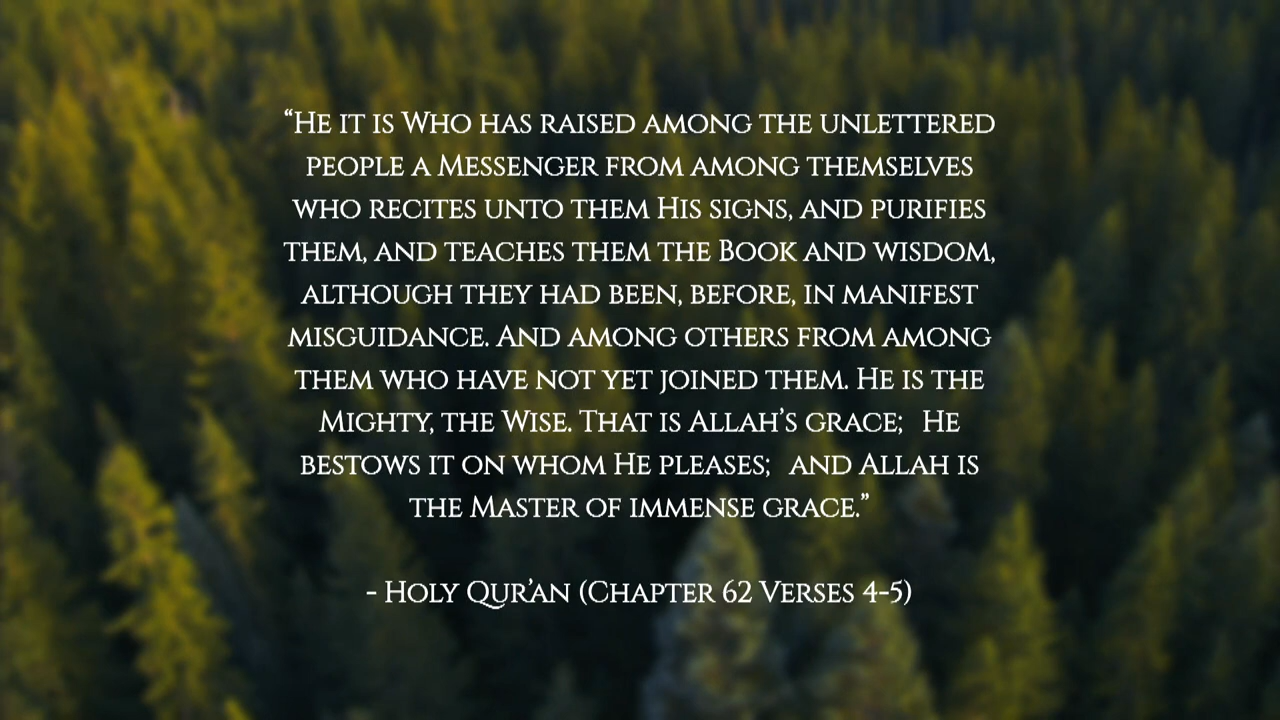 “He it is Who has raised among the unlettered
people a Messenger from among themselves
who recites unto them His signs, and purifies
them, and teaches them the Book and wisdom,
although they had been, before, in manifest
misguidance. And among others from among
them who have not yet joined them. He is the
Mighty, the Wise. That is Allah’s grace; He
bestows it on whom He pleases; and Allah is
the Master of immense grace.”
- Holy Qur’an (Chapter 62 Verses 4-5)